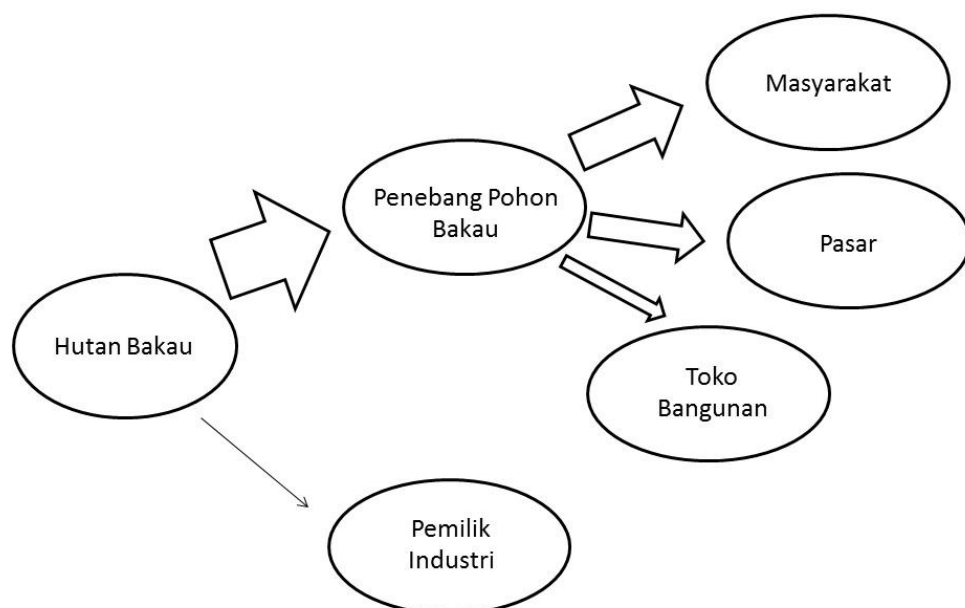 Masyarakat
Penebang Pohon
Bakau
Pasar
Hutan Bakau
Toko
Bangunan
Pemilik
Industri